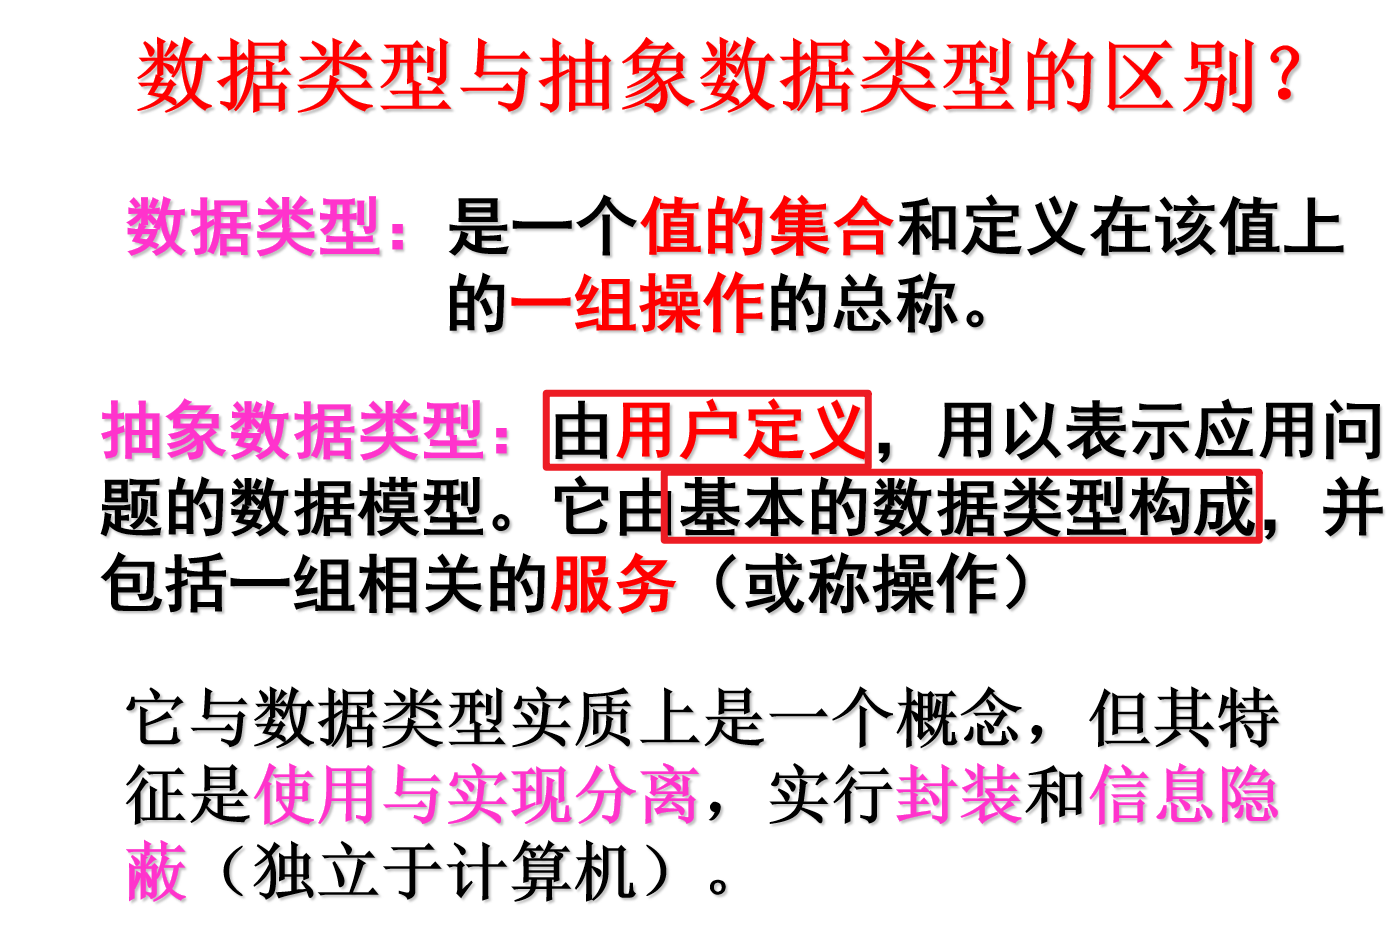 数据类型与抽象数据类型的区别？
数据类型：是一个值的集合和定义在该值上
的一组操作的总称。
抽象数据类型：由用户定义，用以表示应用问
题的数据模型。它由基本的数据类型构成，并
包括一组相关的服务（或称操作）
它与数据类型实质上是一个概念，但其特
征是使用与实现分离，实行封装和信息隐
蔽（独立于计算机）。